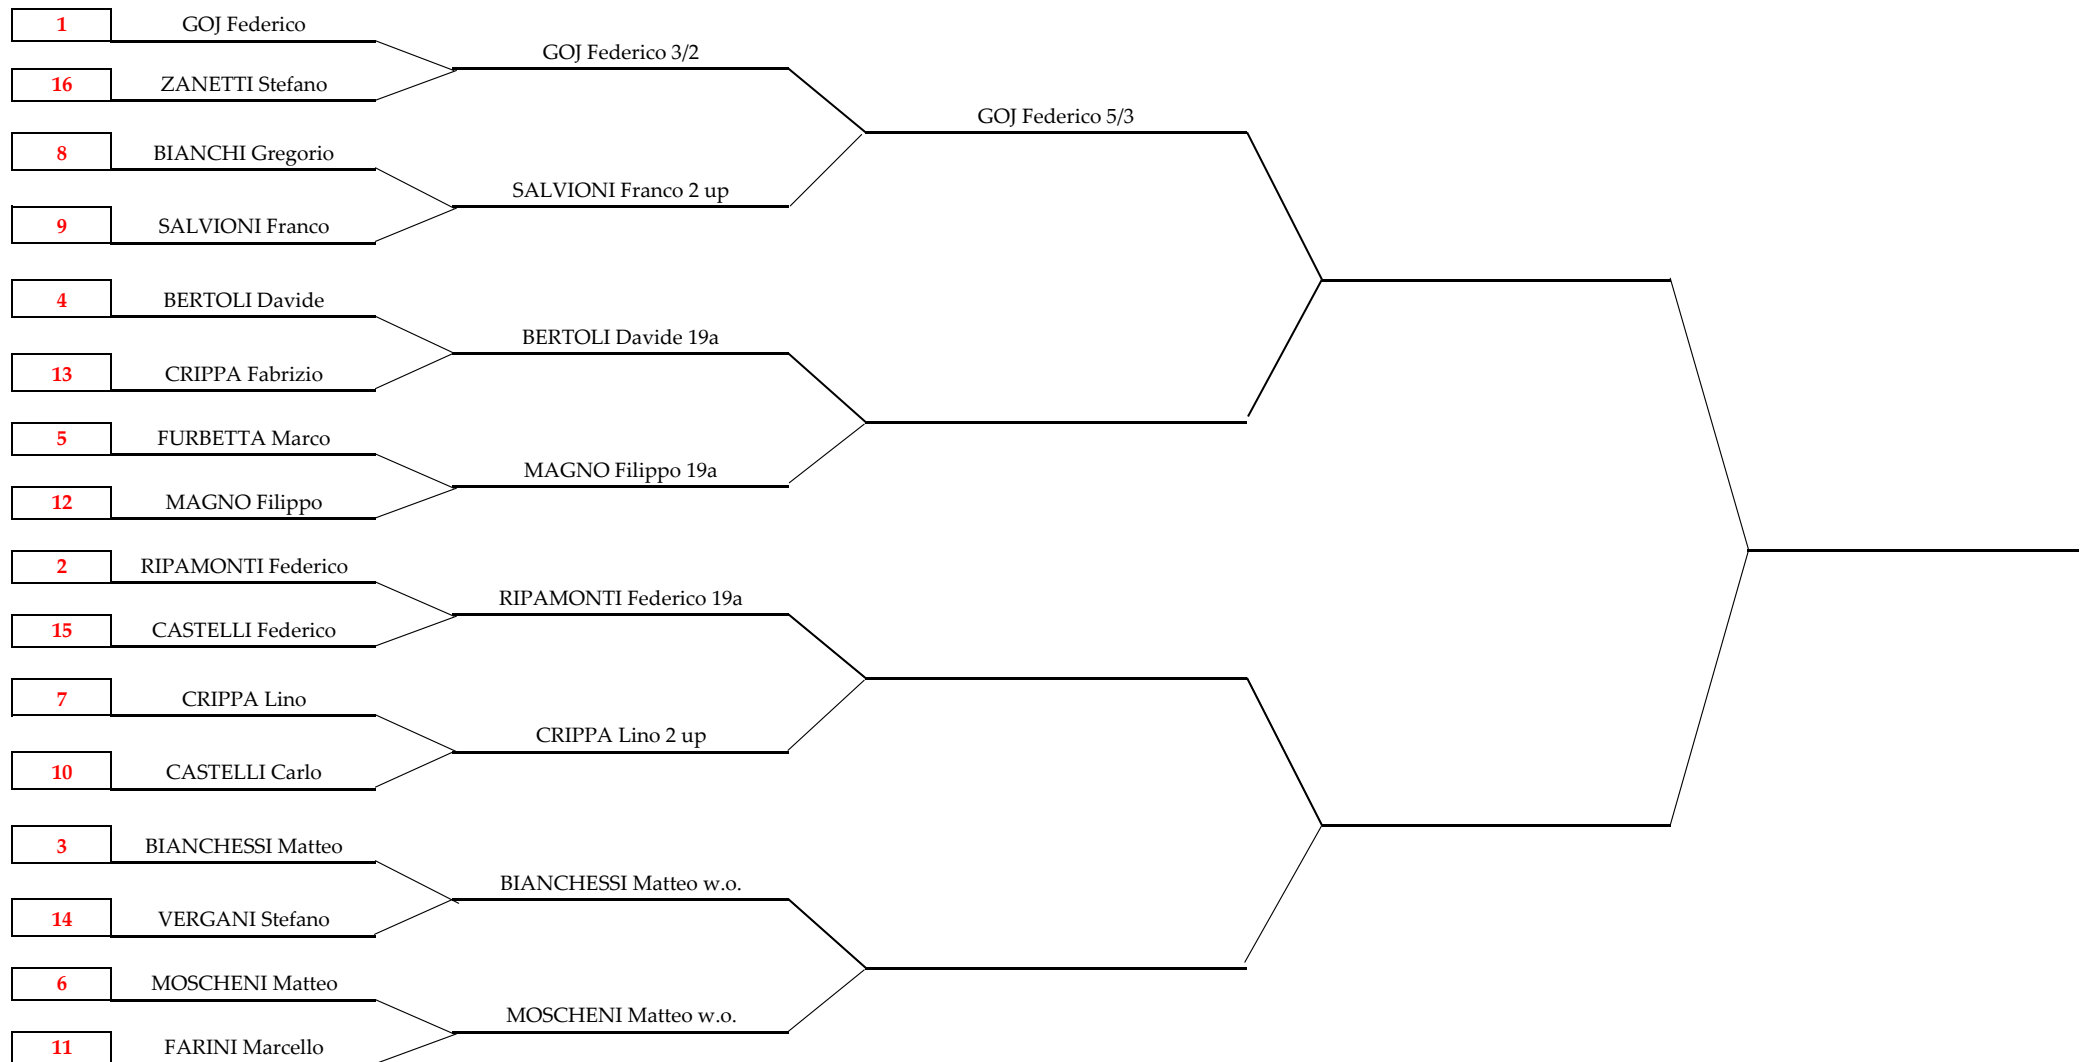 1 GOJ Federico
GOJ Federico 3/2
16 ZANETTI Stefano
GOJ Federico 5/3
8 BIANCHI Gregorio
SALVIONI Franco 2 up
9 SALVIONI Franco
4 BERTOLI Davide
BERTOLI Davide 19a
13 CRIPPA Fabrizio
5 FURBETTA Marco
MAGNO Filippo 19a
12 MAGNO Filippo
2 RIPAMONTI Federico
RIPAMONTI Federico 19a
15 CASTELLI Federico
7 CRIPPA Lino
CRIPPA Lino 2 up
10 CASTELLI Carlo
3 BIANCHESSI Matteo
BIANCHESSI Matteo w.o.
14 VERGANI Stefano
6 MOSCHENI Matteo
MOSCHENI Matteo w.o.
11 FARINI Marcello